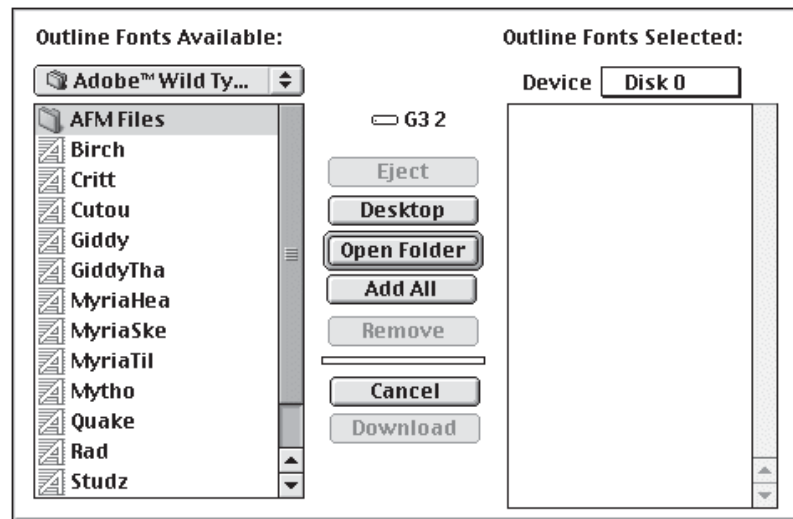 Outline Fonts Available:
Adobe™ Wild Ty...
AFM Files
Birch
Critt
Cutou
Giddy
GiddyTha
MyriaHea
MyriaSke
MyriaTil
Mytho
Quake
Rad
Studz
G3 2
Eject
Desktop
Open Folder
Add All
Remove
Cancel
Download
Outline Fonts Selected:
Device Disk 0